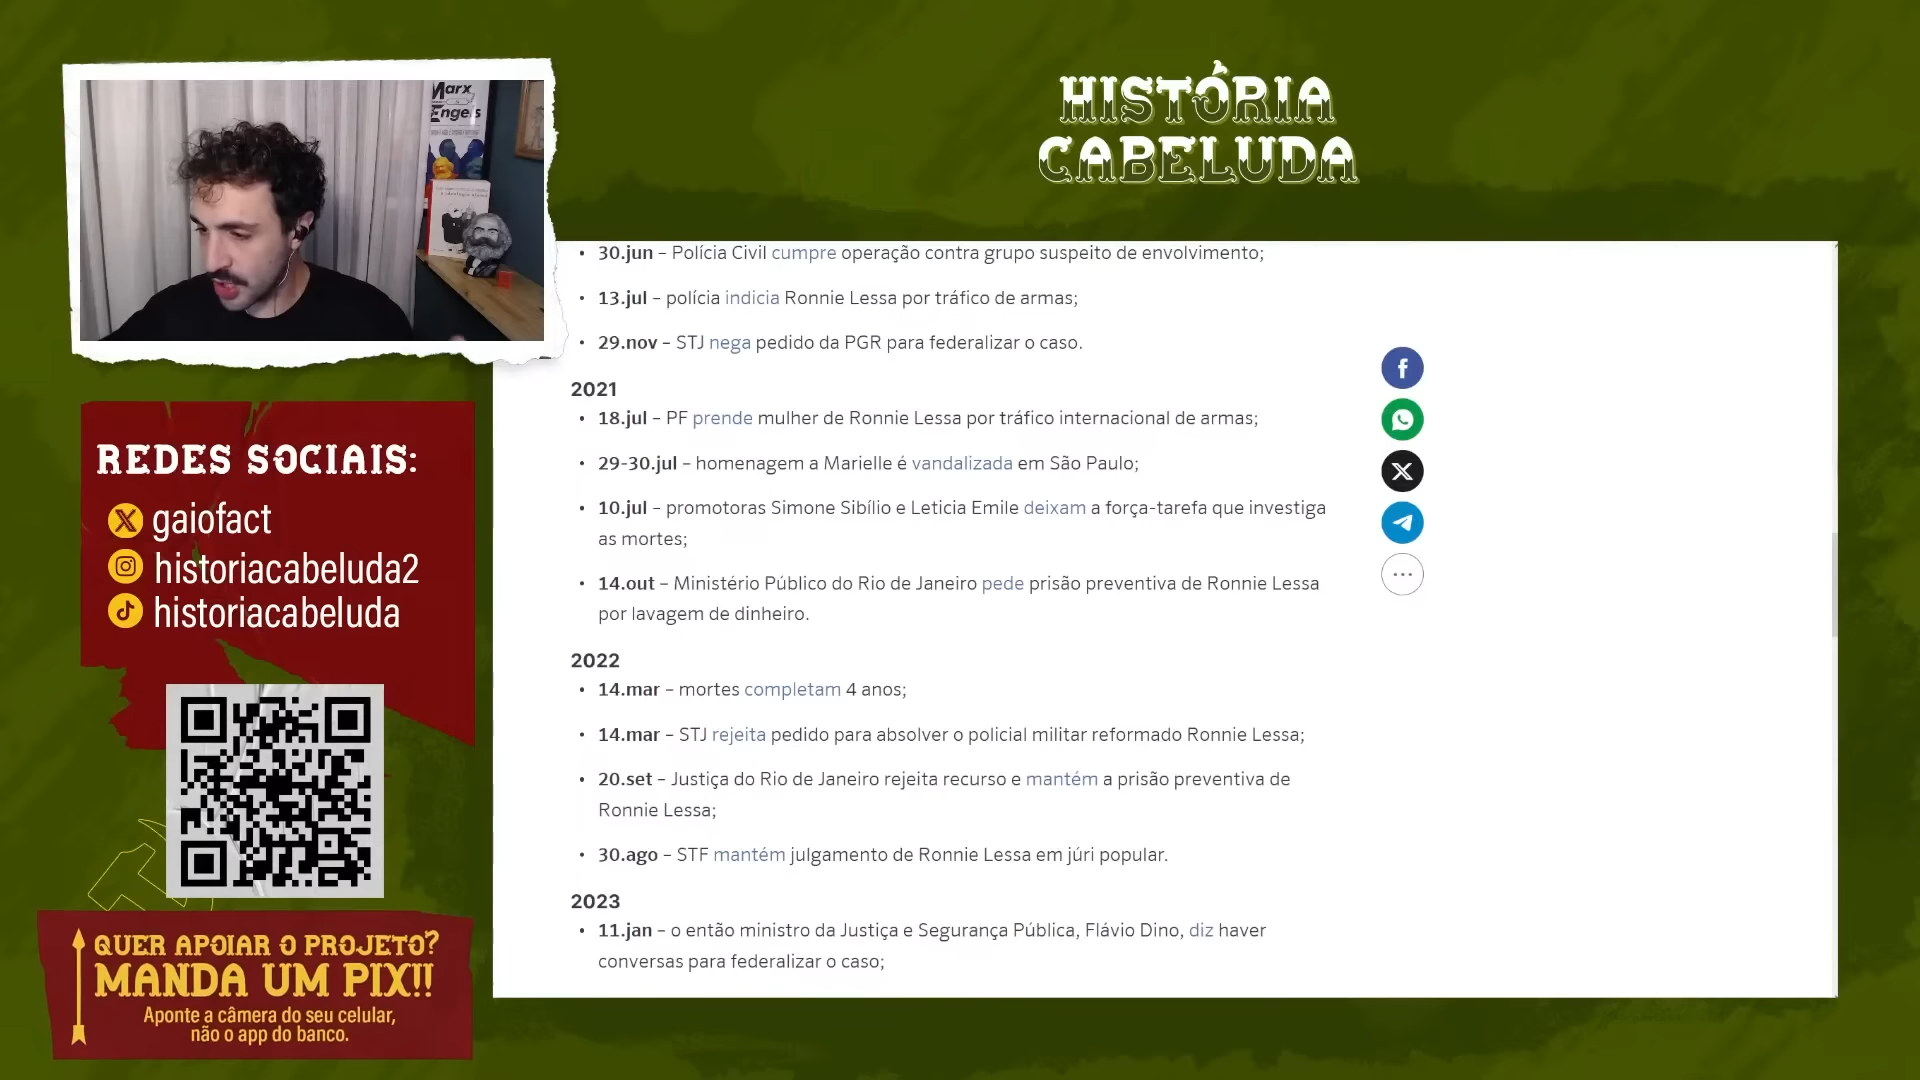 Marx
Engels
HISTÓRIA
CABELUDA
• 30.jun – Polícia Civil cumpre operação contra grupo suspeito de envolvimento;
• 13.jul – polícia indicia Ronnie Lessa por tráfico de armas;
• 29.nov – STJ nega pedido da PGR para federalizar o caso.
2021
• 18.jul – PF prende mulher de Ronnie Lessa por tráfico internacional de armas;
• 29-30.jul – homenagem a Marielle é vandalizada em São Paulo;
• 10.jul – promotoras Simone Sibílio e Leticia Emile deixam a força-tarefa que investiga
as mortes;
• 14.out – Ministério Público do Rio de Janeiro pede prisão preventiva de Ronnie Lessa
por lavagem de dinheiro.
2022
• 14.mar – mortes completam 4 anos;
• 14.mar – STJ rejeita pedido para absolver o policial militar reformado Ronnie Lessa;
• 20.set – Justiça do Rio de Janeiro rejeita recurso e mantém a prisão preventiva de
Ronnie Lessa;
• 30.ago – STF mantém julgamento de Ronnie Lessa em júri popular.
2023
• 11.jan – o então ministro da Justiça e Segurança Pública, Flávio Dino, diz haver
conversas para federalizar o caso;
REDES SOCIAIS:
gaiofact
historiacabeluda2
historiacabeluda
QUER APOIAR O PROJETO?
MANDA UM PIX!!
Aponte a câmera do seu celular,
não o app do banco.